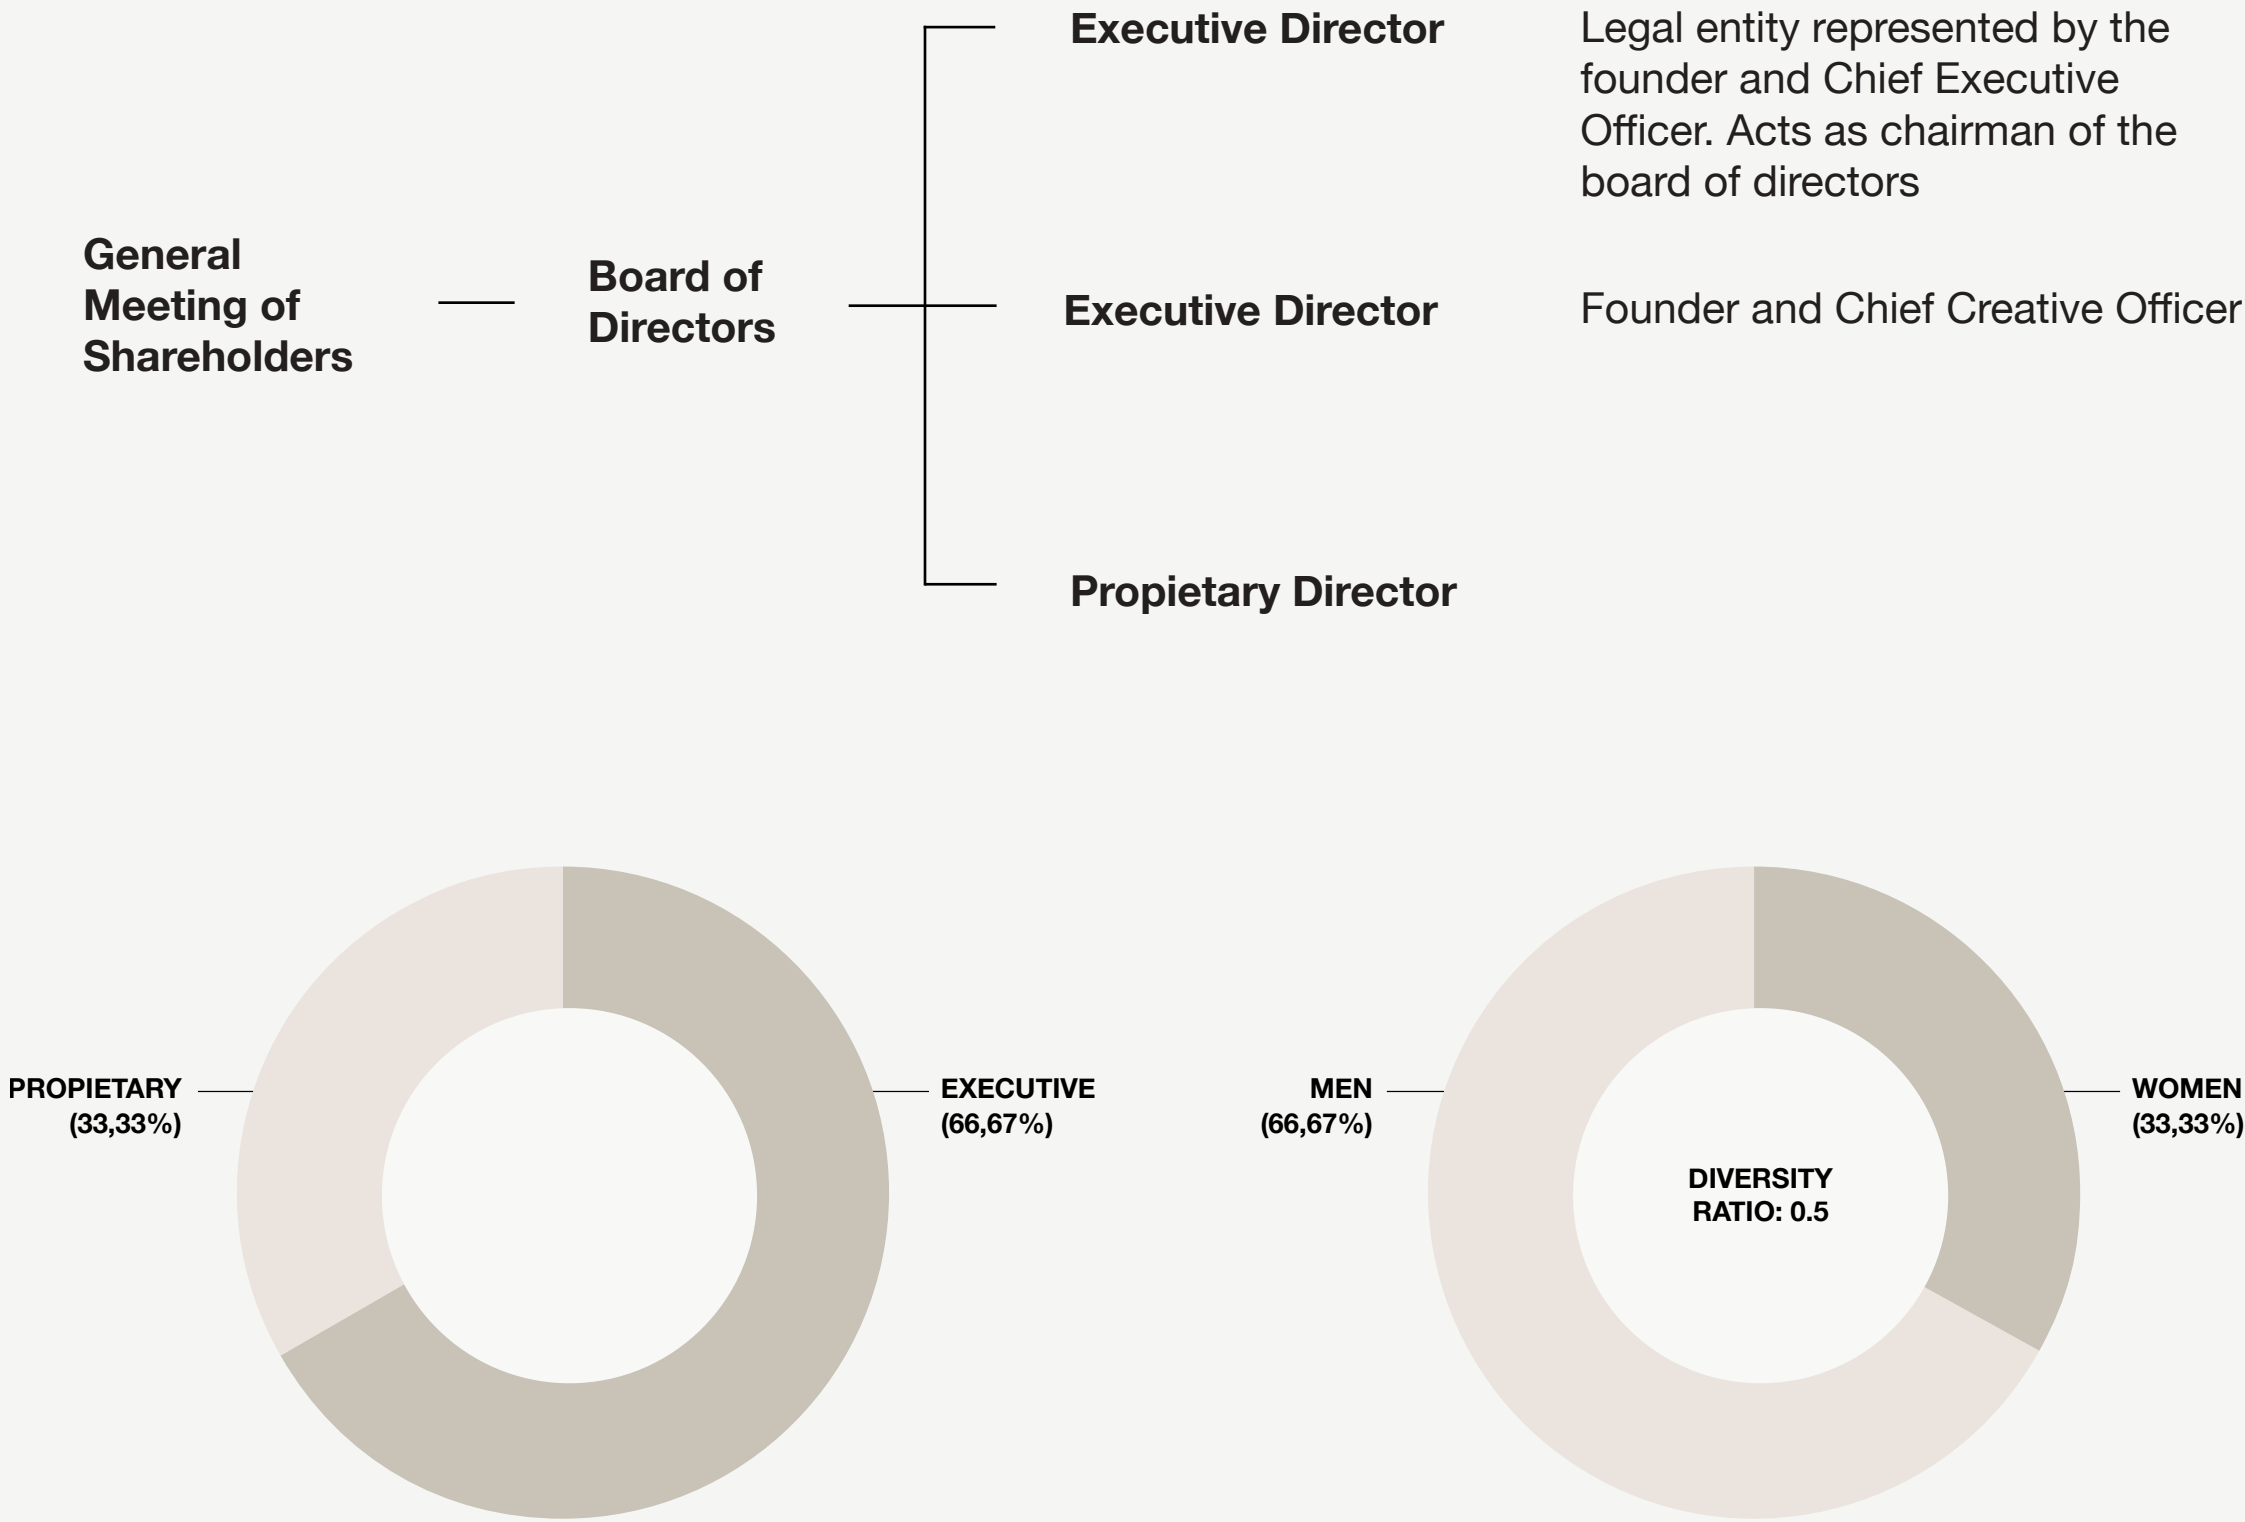 General
Meeting of
Shareholders
Board of
Directors
Executive Director
Legal entity represented by the
founder and Chief Executive
Officer. Acts as chairman of the
board of directors
Executive Director
Founder and Chief Creative Officer
Propietary Director
PROPIETARY
(33,33%)
EXECUTIVE
(66,67%)
MEN
(66,67%)
DIVERSITY
RATIO: 0.5
WOMEN
(33,33%)